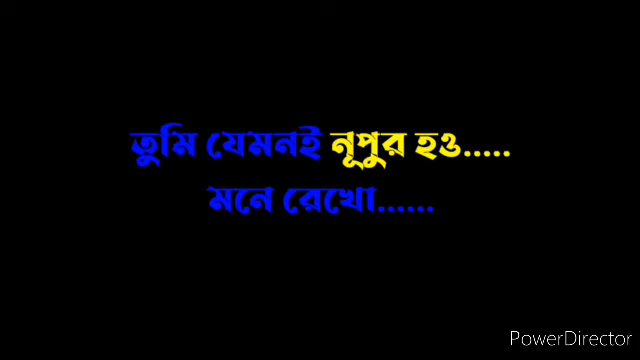 তুমি যেমনই নূপুর হও.....
মনে রেখো......
PowerDirector